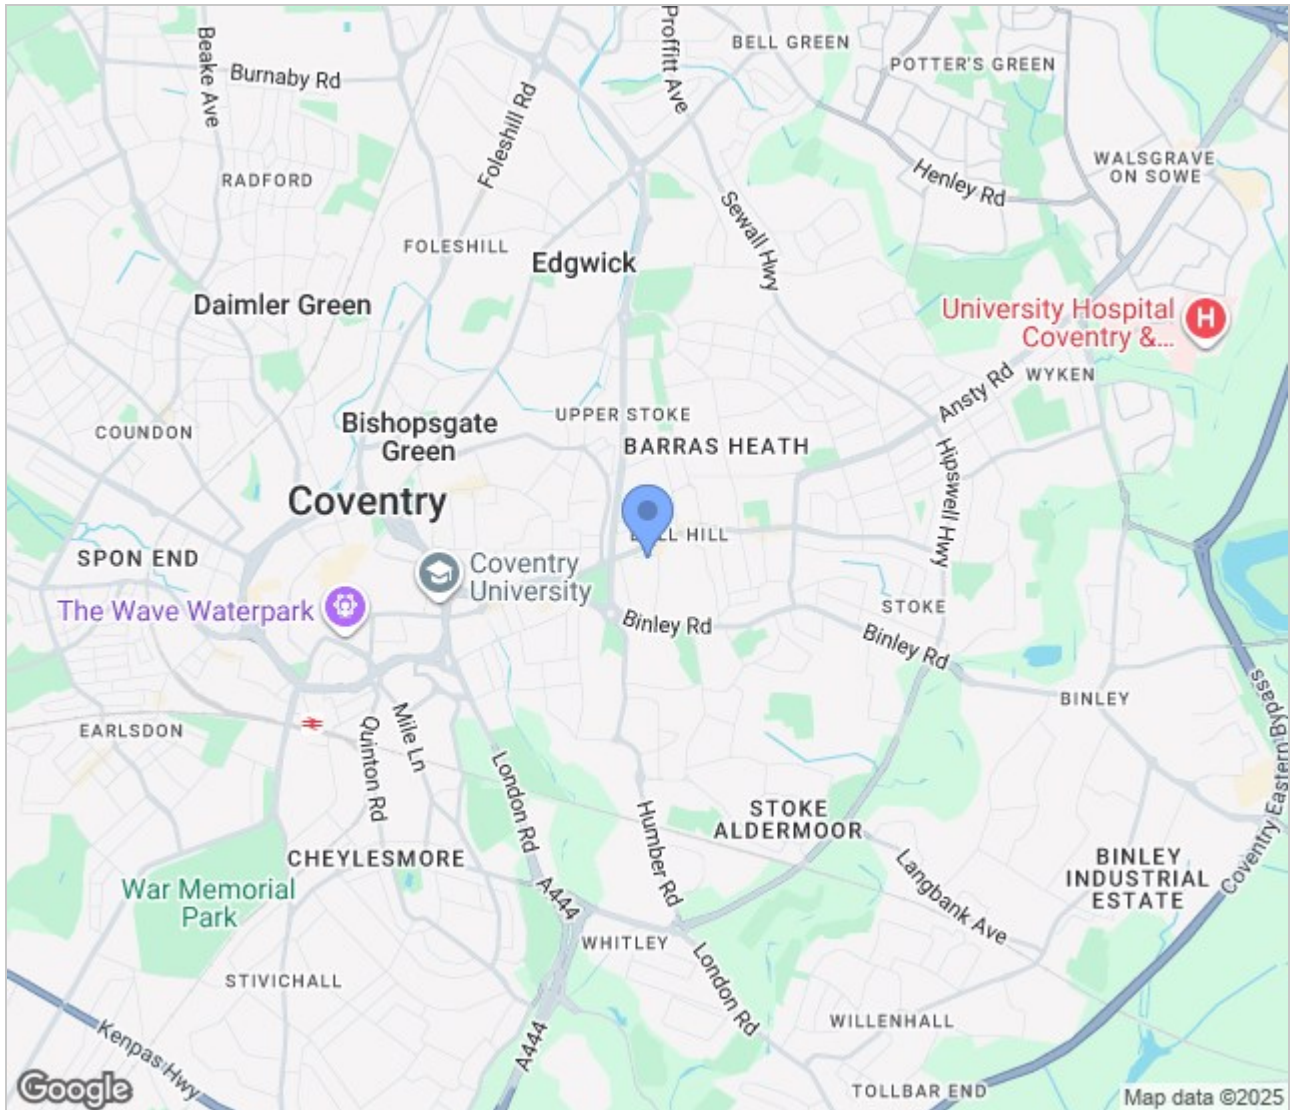 Beake Ave
Burnaby Rd
Foleshill Rd
Proffitt Ave
BELL GREEN
POTTER'S GREEN
WALSGRAVE
ON SOWE
Henley Rd
RADFORD
Sewall Hwy
FOLESHILL
Edgwick
Daimler Green
University Hospital
Coventry &...
H
WYKEN
Ansty Rd
COUNDON
Bishopsgate
Green
UPPER STOKE
BARRAS HEATH
Hipswell Hwy
Coventry
HILL
SPON END
Coventry
University
The Wave Waterpark
Binley Rd
STOKE
Binley Rd
BINLEY
Coventry Eastern Bypass
EARLSDON
Quinton Rd
Mile Ln
London Rd
Humber Rd
STOKE
ALDERMOOR
CHEYLESMORE
War Memorial
Park
A444
Langbank Ave
BINLEY
INDUSTRIAL
ESTATE
WHITLEY
London Rd
STIVICHALL
WILLENHALL
Kenpas Hwy
A444
TOLLBAR END
Google
Map data ©2025